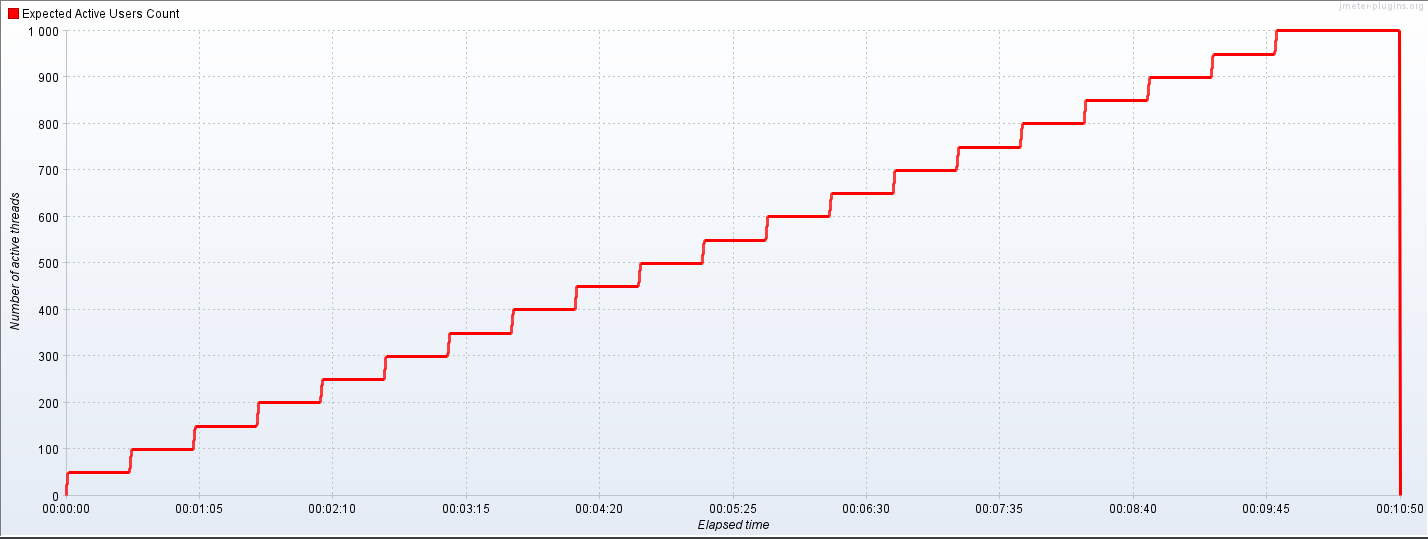 Expected Active Users Count
jmeter-plugins.org
1 000
900
800
700
600
500
400
300
200
100
0
Number of active threads
00:00:00 00:01:05 00:02:10 00:03:15 00:04:20 00:05:25 00:06:30 00:07:35 00:08:40 00:09:45 00:10:50
Elapsed time